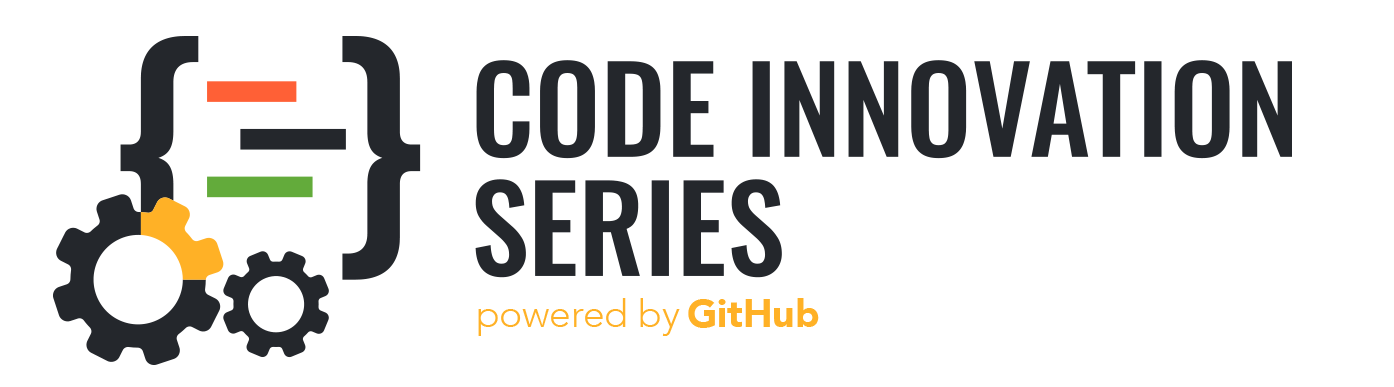 CODE INNOVATION
SERIES
powered by GitHub